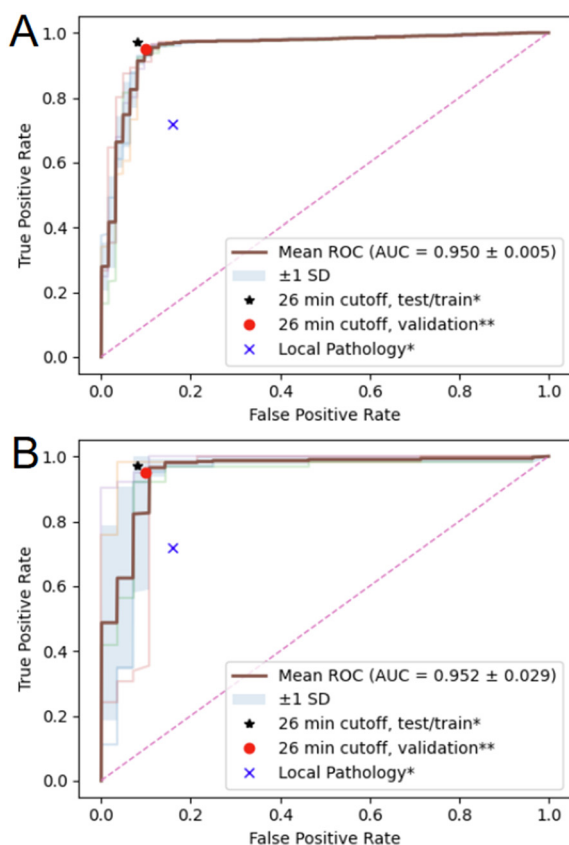 A
1.0
0.8
0.6
0.4
0.2
0.0
True Positive Rate
Mean ROC (AUC = 0.950 ± 0.005)
±1 SD
26 min cutoff, test/train*
26 min cutoff, validation**
Local Pathology*
0.0 0.2 0.4 0.6 0.8 1.0
False Positive Rate
B
1.0
0.8
0.6
0.4
0.2
0.0
True Positive Rate
Mean ROC (AUC = 0.952 ± 0.029)
±1 SD
26 min cutoff, test/train*
26 min cutoff, validation**
Local Pathology*
0.0 0.2 0.4 0.6 0.8 1.0
False Positive Rate